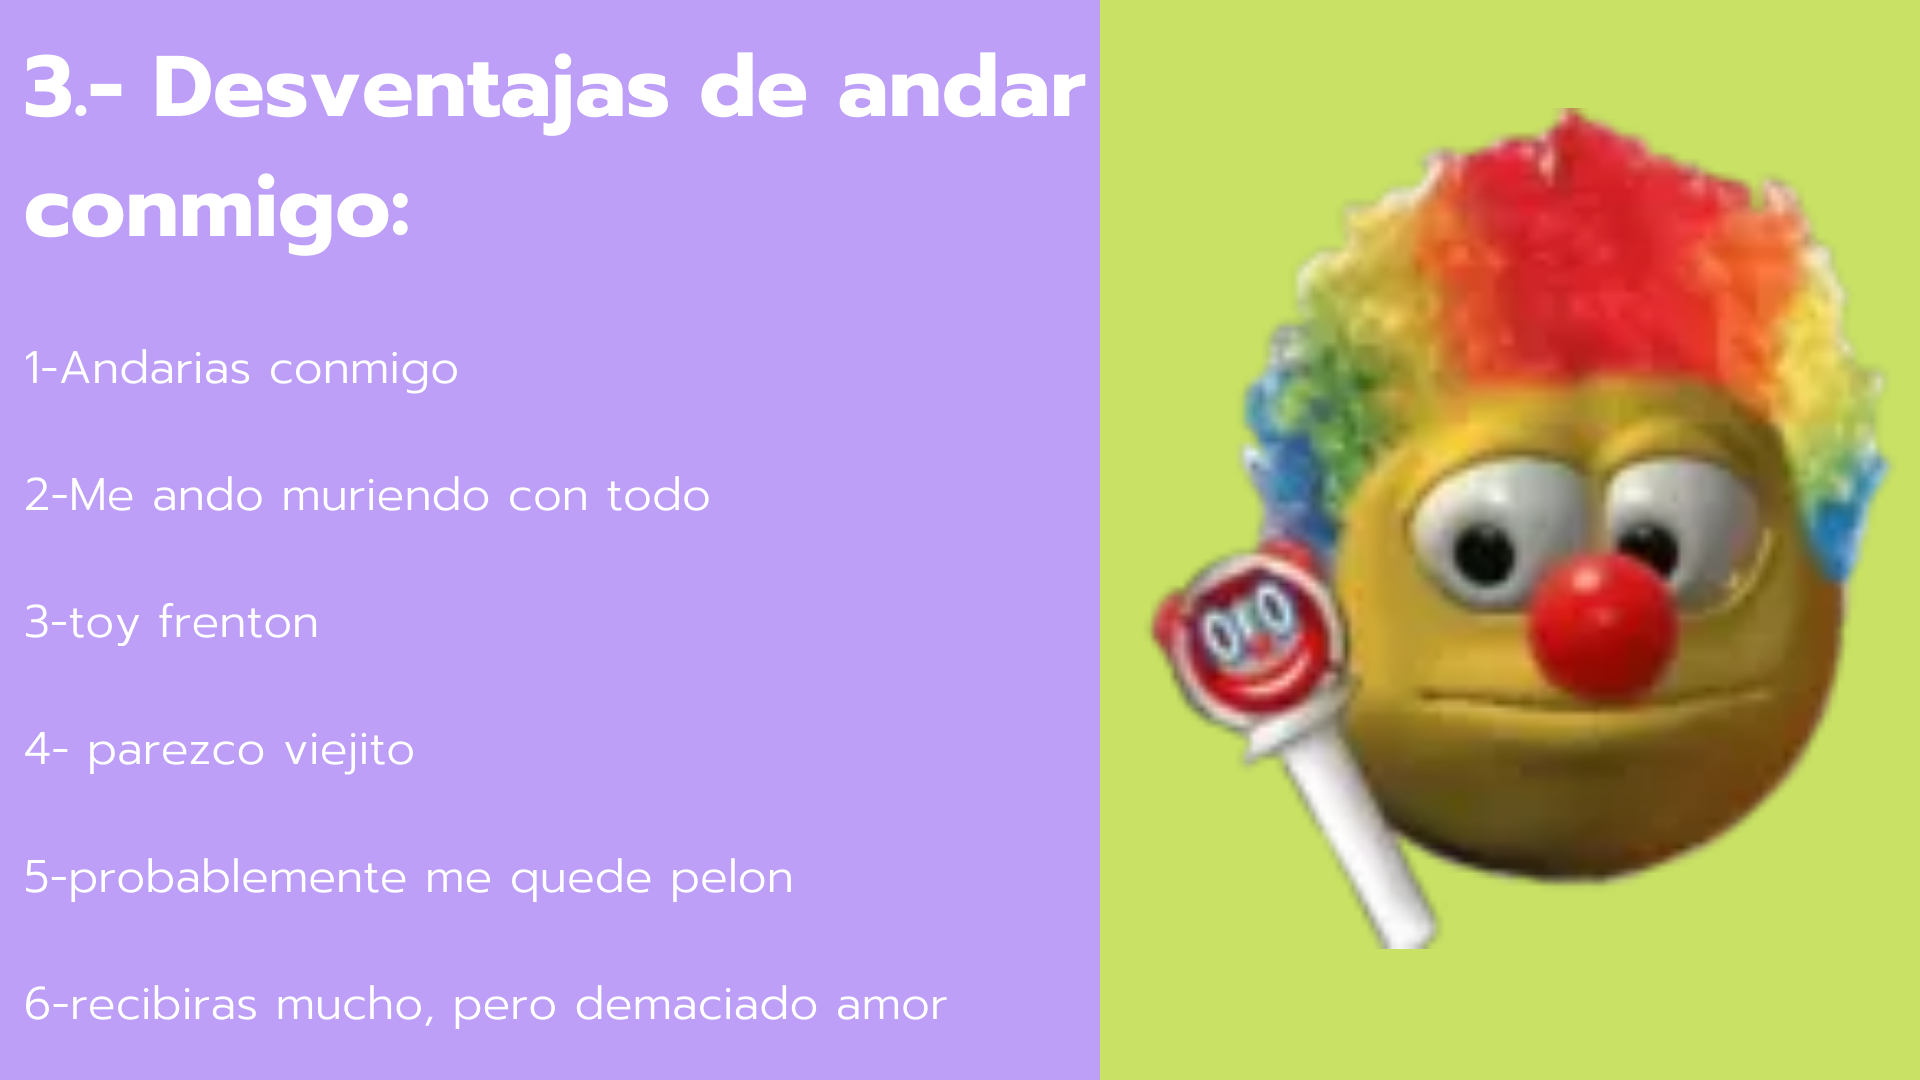 3.- Desventajas de andar
conmigo:
1-Andarias conmigo
2-Me ando muriendo con todo
3-toy frenton
4- parezco viejito
5-probablemente me quede pelon
6-recibiras mucho, pero demaciado amor